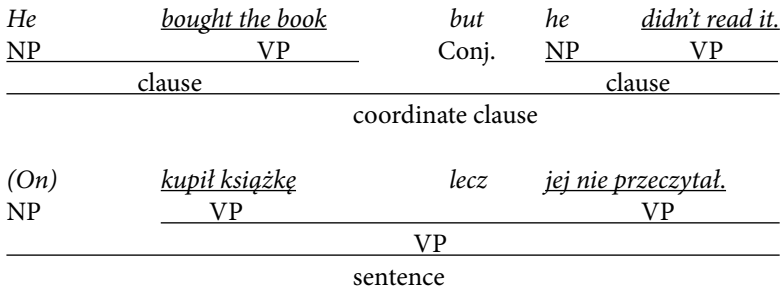 He bought the book but he didn’t read it.
NP VP Conj. NP VP
clause clause
coordinate clause
(On) kupił książkę lecz jej nie przeczytał.
NP VP VP
VP
sentence